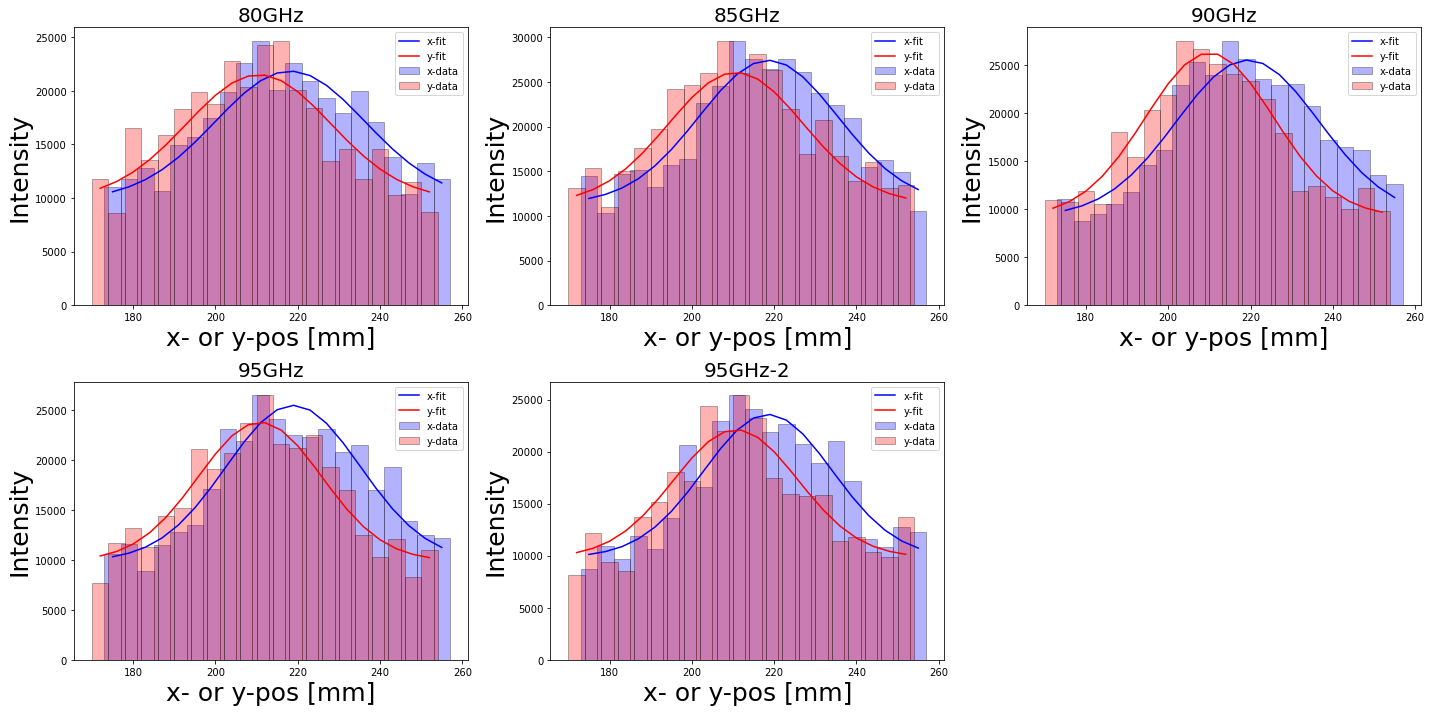 80GHz
85GHz
90GHz
25000
20000
15000
10000
5000
0
Intensity
x-fit
y-fit
x-data
y-data
180
200
220
240
260
x- or y-pos [mm]
30000
25000
20000
15000
10000
5000
0
Intensity
x-fit
y-fit
x-data
y-data
180
200
220
240
260
x- or y-pos [mm]
25000
20000
15000
10000
5000
0
Intensity
x-fit
y-fit
x-data
y-data
180
200
220
240
260
x- or y-pos [mm]
95GHz
95GHz-2
25000
20000
15000
10000
5000
0
Intensity
x-fit
y-fit
x-data
y-data
180
200
220
240
260
x- or y-pos [mm]
25000
20000
15000
10000
5000
0
Intensity
x-fit
y-fit
x-data
y-data
180
200
220
240
260
x- or y-pos [mm]